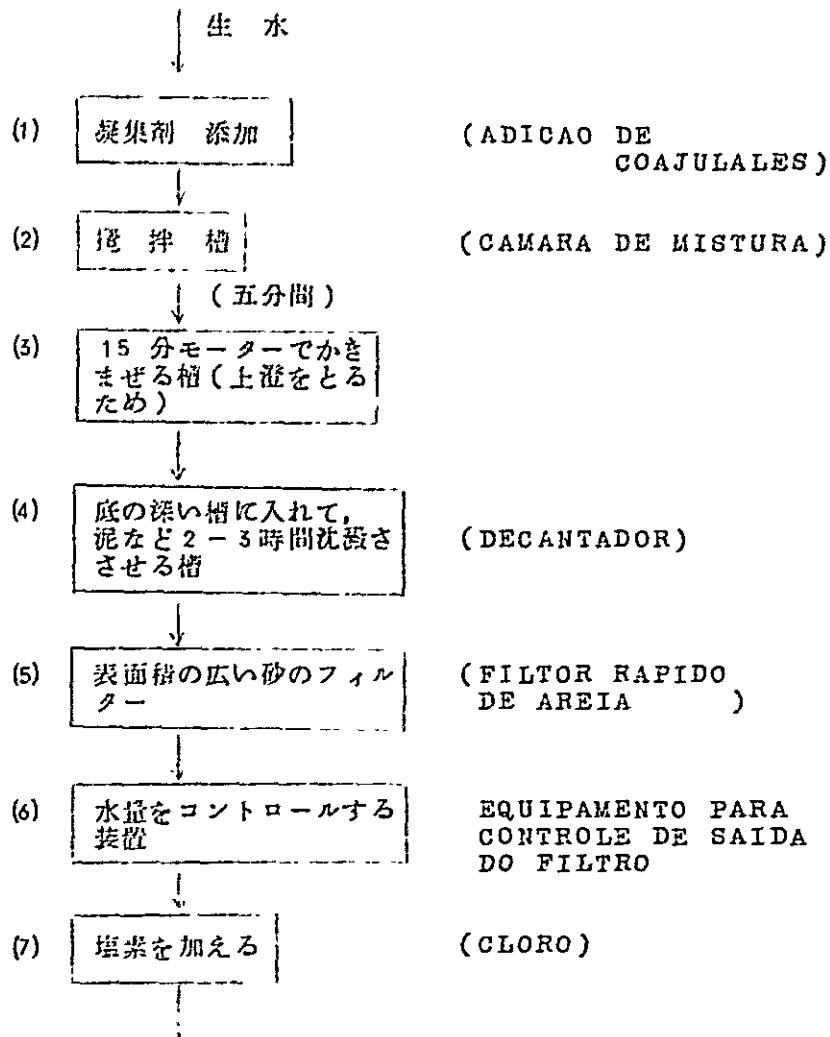 生水
(1) 凝集剤 添加 (ADICAO DE
COAJULALES)
(2) 攪拌槽 (CAMARA DE MISTURA)
(五分間)
(3) 15分モーターでかき
まぜる槽(上澄をとる
ため)
(4) 底の深い槽に入れて,
泥など2-3時間沈澱さ
させる槽 (DECANTADOR)
(5) 表面積の広い砂のフィル
ター
(FILTOR RAPIDO
DE AREIA )
(6) 水量をコントロールする
装置
EQUIPAMENTO PARA
CONTROLE DE SAIDA
DO FILTRO
(7) 塩素を加える (CLORO)